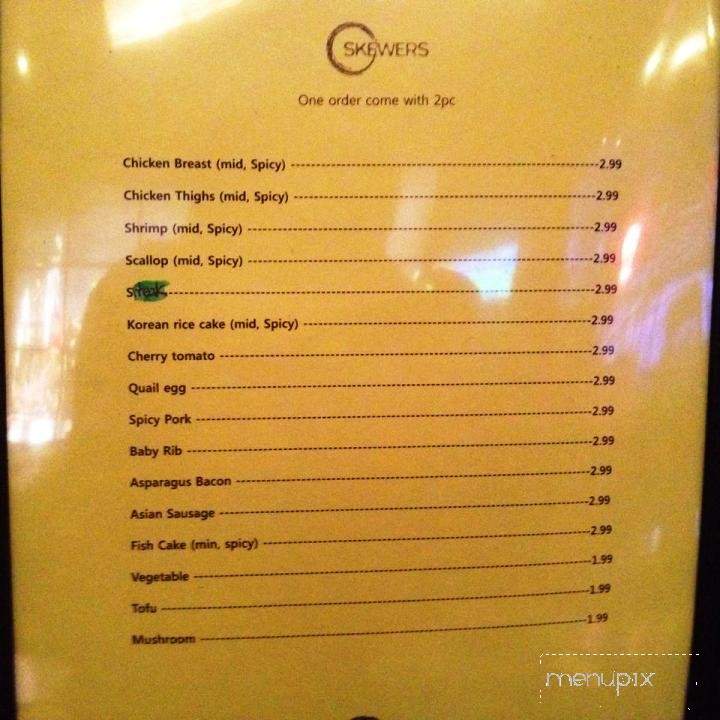 SKEWERS
One order come with 2pc
Chicken Breast (mid, Spicy) ---2.99
Chicken Thighs (mid, Spicy) ---2.99
Shrimp (mid, Spicy) ---2.99
Scallop (mid, Spicy) ---2.99
Steak ---2.99
Korean rice cake (mid, Spicy) ---2.99
Cherry tomato ---2.99
Quail egg ---2.99
Spicy Pork ---2.99
Baby Rib ---2.99
Asparagus Bacon ---2.99
Asian Sausage ---2.99
Fish Cake (min, spicy) ---2.99
Vegetable ---1.99
Tofu ---1.99
Mushroom ---1.99
menupix